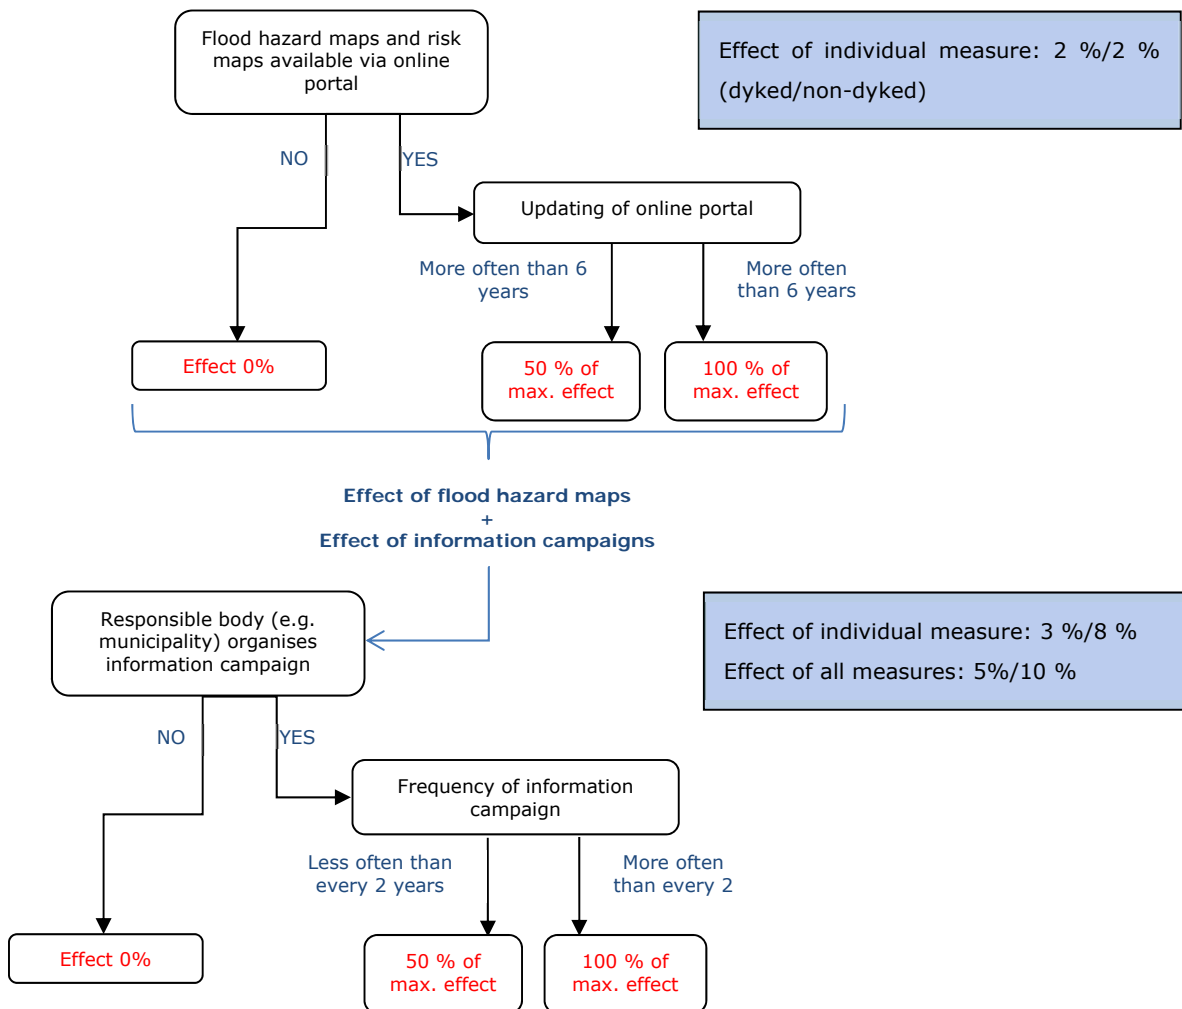 Flood hazard maps and risk
maps available via online
portal
Effect of individual measure: 2 %/2 %
(dyked/non-dyked)
NO
YES
Updating of online portal
More often than 6
years
More often
than 6 years
Effect 0%
50 % of
max. effect
100 % of
max. effect
Effect of flood hazard maps
+
Effect of information campaigns
Responsible body (e.g.
municipality) organises
information campaign
Effect of individual measure: 3 %/8 %
Effect of all measures: 5%/10 %
NO
YES
Frequency of information
campaign
Less often than
every 2 years
More often
than every 2
Effect 0%
50 % of
max. effect
100 % of
max. effect